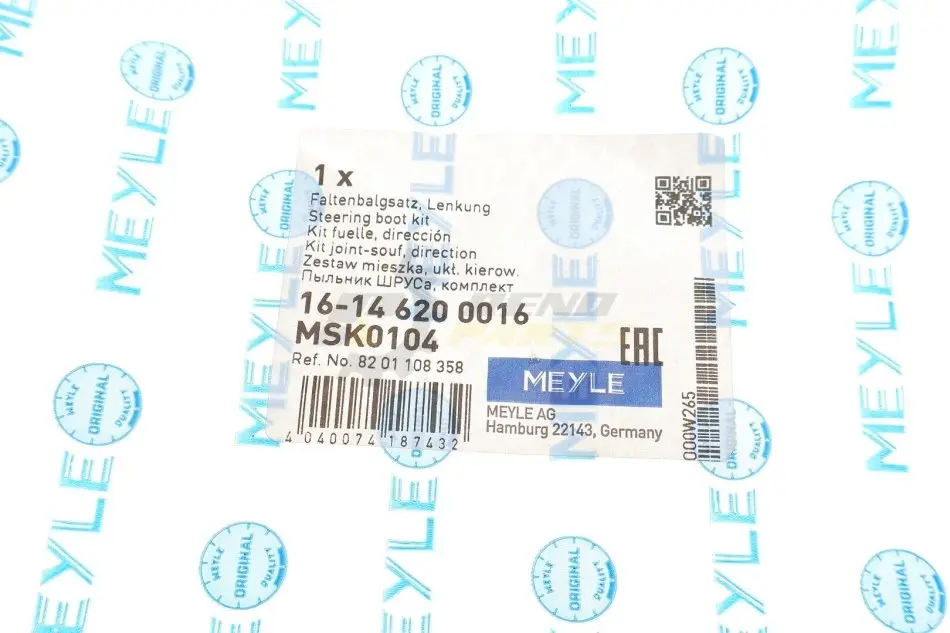 1 x
Faltenbalgsatz, Lenkung
Steering boot kit
Kit fuelle, dirección
Kit joint-souf, direction
Zestaw mieszka, ukł. kierow.
Пыльник ШРУСа, комплект
16-14 620 0016
MSK0104
Ref. No. 82 01 108 358
EAC
MEYLE
MEYLE AG
Hamburg 22143, Germany
4 040074 187432
000W265
MEYLE
MEYLE ORIGINAL QUALITY